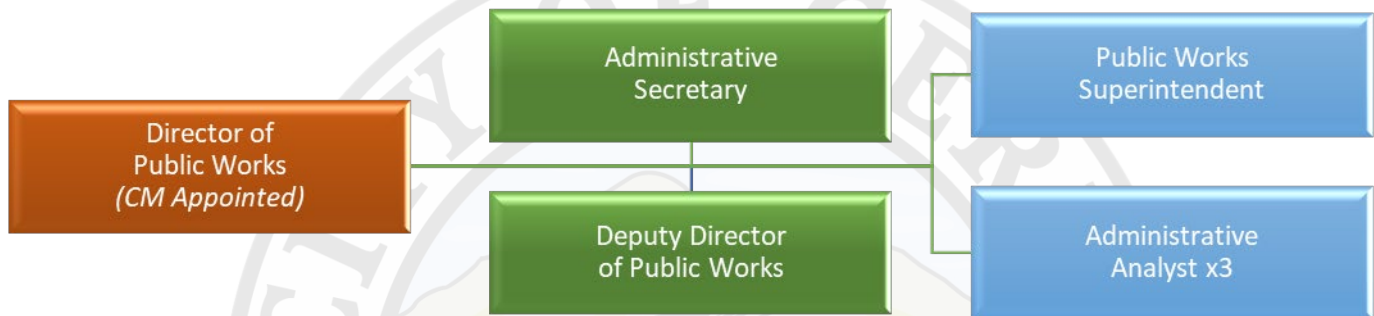 Administrative
Secretary
Public Works
Superintendent
Director of
Public Works
(CM Appointed)
Deputy Director
of Public Works
Administrative
Analyst x3